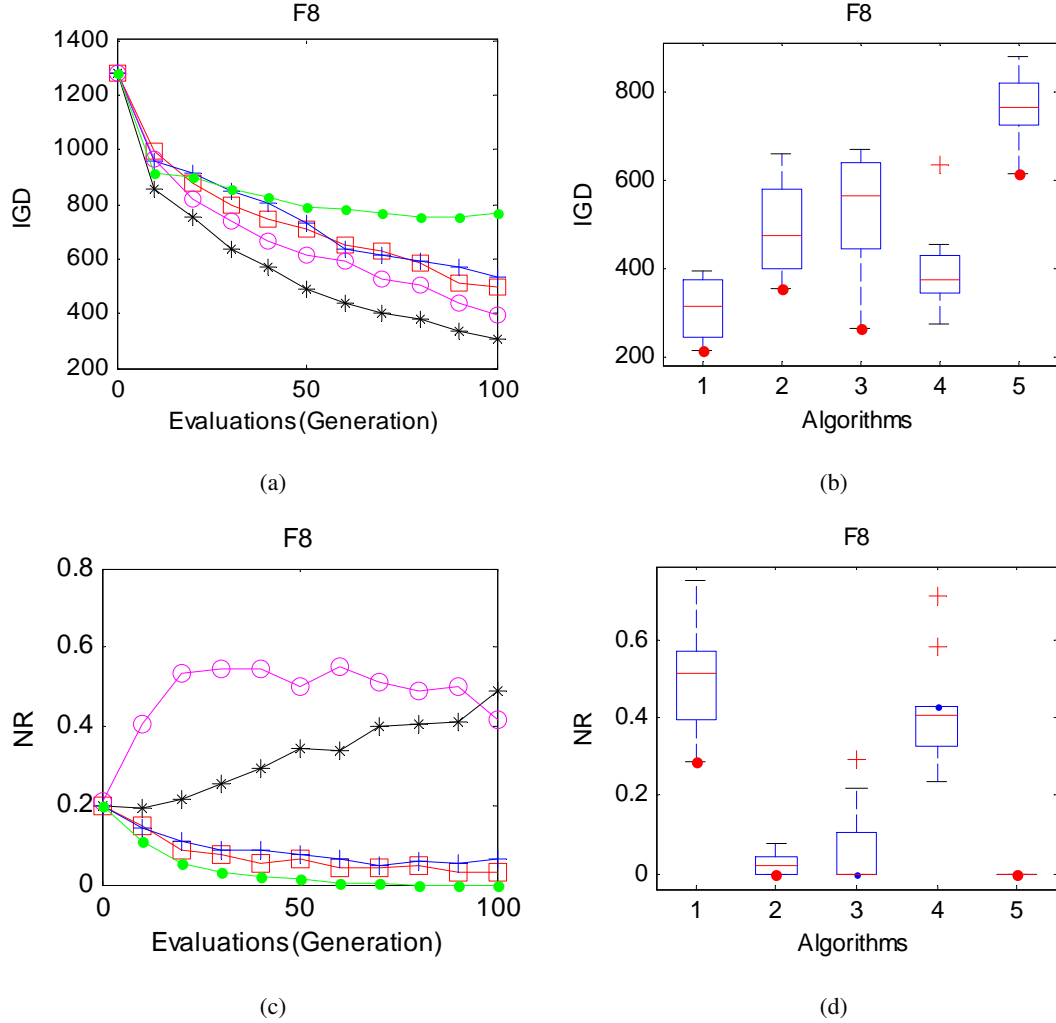 F8
1400
1200
1000
800
600
400
200
IGD
0 50 100
Evaluations(Generation)
(a)
F8
800
600
400
200
IGD
1 2 3 4 5
Algorithms
(b)
F8
0.8
0.6
0.4
0.2
0
NR
0 50 100
Evaluations(Generation)
(c)
F8
0.6
0.4
0.2
0
NR
1 2 3 4 5
Algorithms
(d)